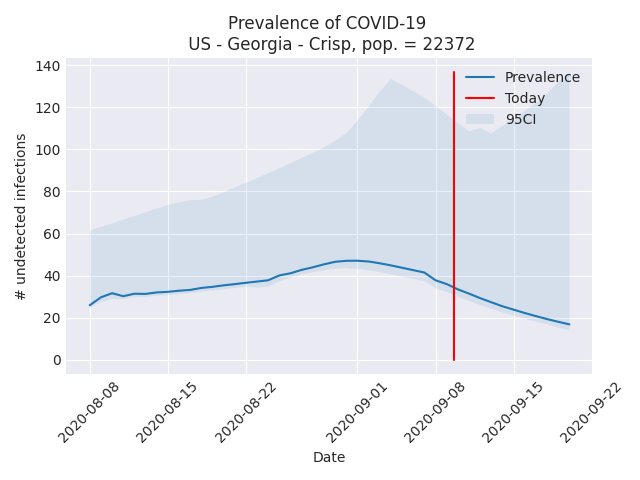 Prevalence of COVID-19
US - Georgia - Crisp, pop. = 22372
# undetected infections
140
120
100
80
60
40
20
0
Prevalence
Today
95CI
2020-08-08
2020-08-15
2020-08-22
2020-09-01
2020-09-08
2020-09-15
2020-09-22
Date